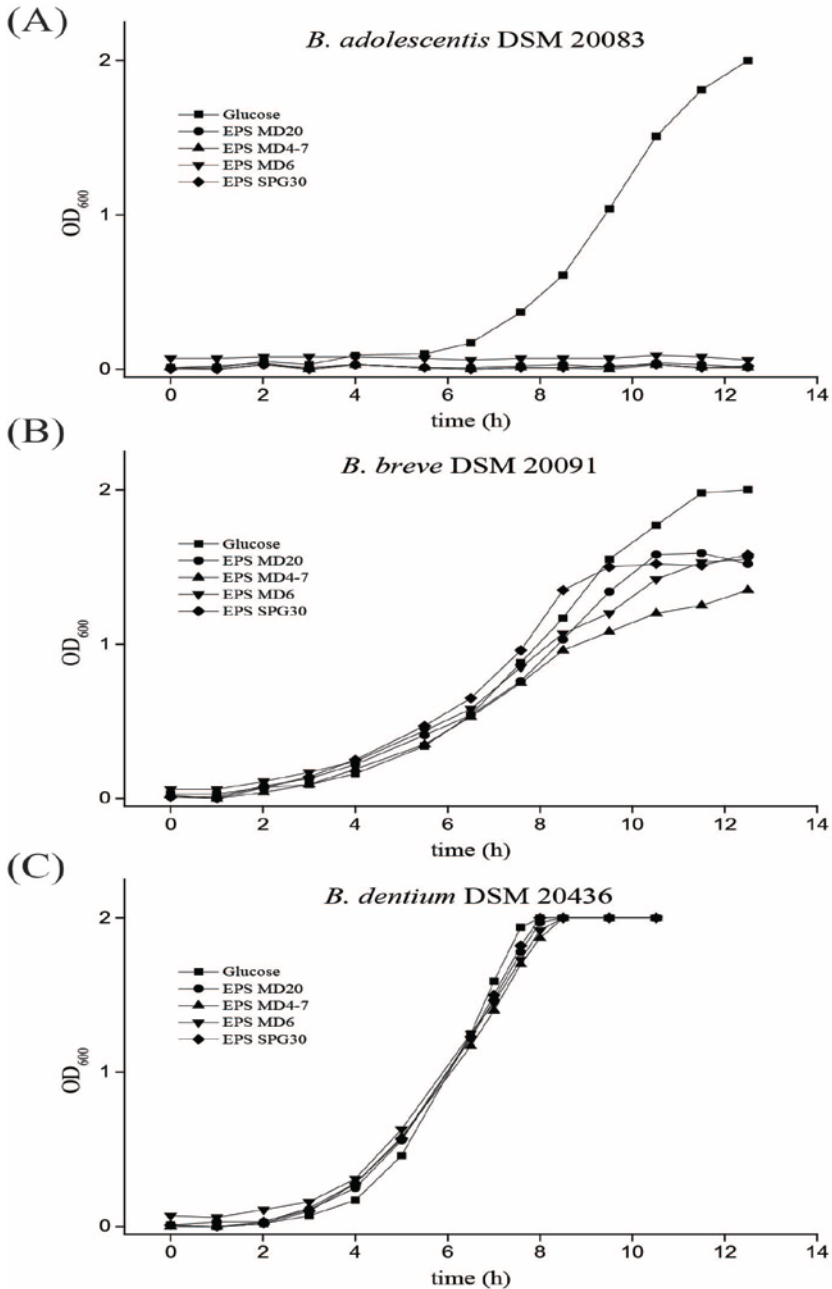 (A)
B. adolescentis DSM 20083
2
1
0
OD600
Glucose
EPS MD20
EPS MD4-7
EPS MD6
EPS SPG30
0 2 4 6 8 10 12 14
time (h)
(B)
B. breve DSM 20091
2
1
0
OD600
Glucose
EPS MD20
EPS MD4-7
EPS MD6
EPS SPG30
0 2 4 6 8 10 12 14
time (h)
(C)
B. dentium DSM 20436
2
1
0
OD600
Glucose
EPS MD20
EPS MD4-7
EPS MD6
EPS SPG30
0 2 4 6 8 10 12 14
time (h)